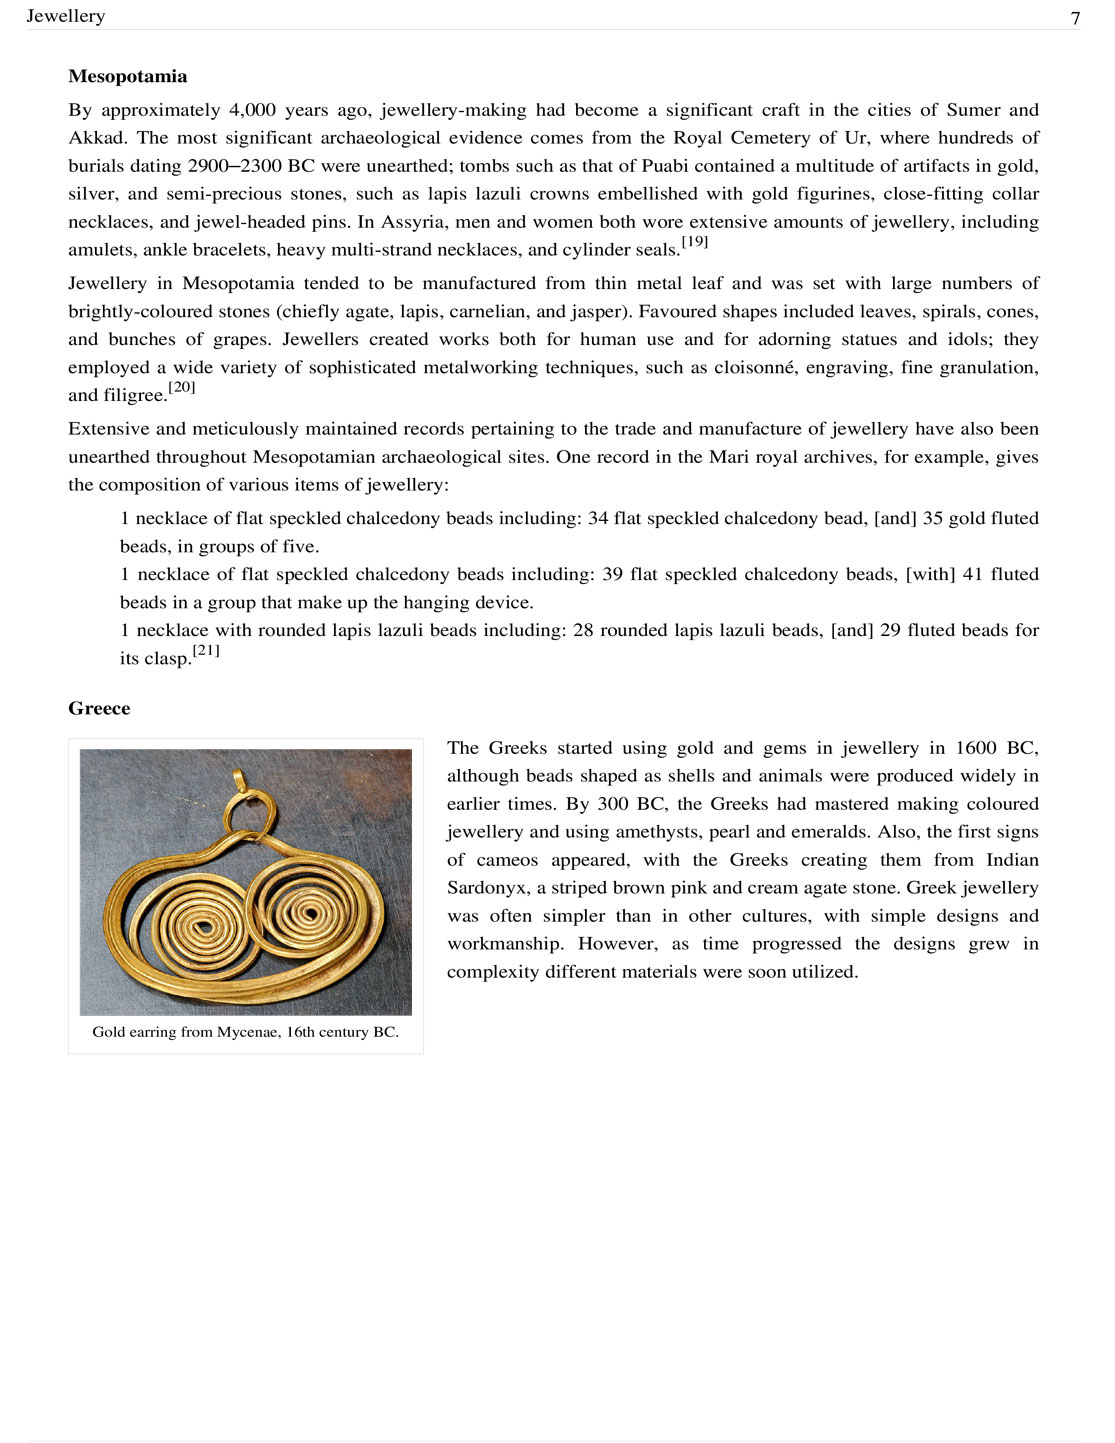 Jewellery 7
Mesopotamia
By approximately 4,000 years ago, jewellery-making had become a significant craft in the cities of Sumer and
Akkad. The most significant archaeological evidence comes from the Royal Cemetery of Ur, where hundreds of
burials dating 2900–2300 BC were unearthed; tombs such as that of Puabi contained a multitude of artifacts in gold,
silver, and semi-precious stones, such as lapis lazuli crowns embellished with gold figurines, close-fitting collar
necklaces, and jewel-headed pins. In Assyria, men and women both wore extensive amounts of jewellery, including
amulets, ankle bracelets, heavy multi-strand necklaces, and cylinder seals.[19]
Jewellery in Mesopotamia tended to be manufactured from thin metal leaf and was set with large numbers of
brightly-coloured stones (chiefly agate, lapis, carnelian, and jasper). Favoured shapes included leaves, spirals, cones,
and bunches of grapes. Jewellers created works both for human use and for adorning statues and idols; they
employed a wide variety of sophisticated metalworking techniques, such as cloisonné, engraving, fine granulation,
and filigree.[20]
Extensive and meticulously maintained records pertaining to the trade and manufacture of jewellery have also been
unearthed throughout Mesopotamian archaeological sites. One record in the Mari royal archives, for example, gives
the composition of various items of jewellery:
1 necklace of flat speckled chalcedony beads including: 34 flat speckled chalcedony bead, [and] 35 gold fluted
beads, in groups of five.
1 necklace of flat speckled chalcedony beads including: 39 flat speckled chalcedony beads, [with] 41 fluted
beads in a group that make up the hanging device.
1 necklace with rounded lapis lazuli beads including: 28 rounded lapis lazuli beads, [and] 29 fluted beads for
its clasp.[21]
Greece
The Greeks started using gold and gems in jewellery in 1600 BC,
although beads shaped as shells and animals were produced widely in
earlier times. By 300 BC, the Greeks had mastered making coloured
jewellery and using amethysts, pearl and emeralds. Also, the first signs
of cameos appeared, with the Greeks creating them from Indian
Sardonyx, a striped brown pink and cream agate stone. Greek jewellery
was often simpler than in other cultures, with simple designs and
workmanship. However, as time progressed the designs grew in
complexity different materials were soon utilized.
Gold earring from Mycenae, 16th century BC.